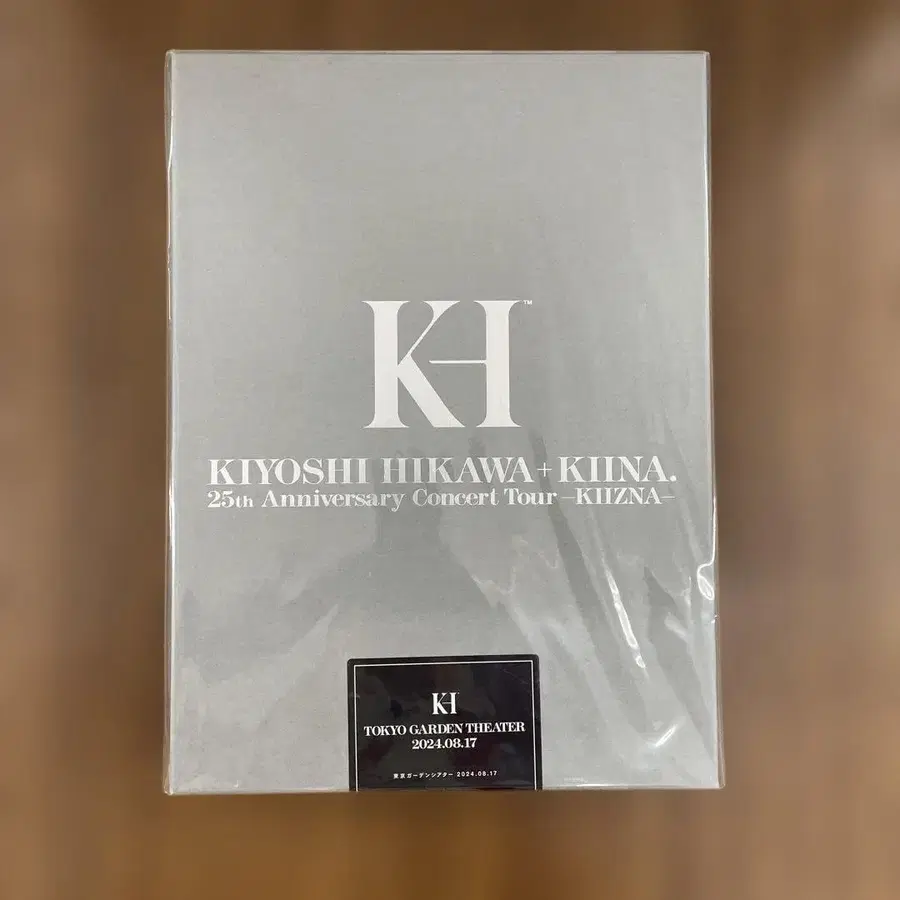 KH™
KIYOSHI HIKAWA+KIINA.
25th Anniversary Concert Tour -KIIZNA-
KH
TOKYO GARDEN THEATER
2024.08.17
東京ガーデンシアター 2024.08.17